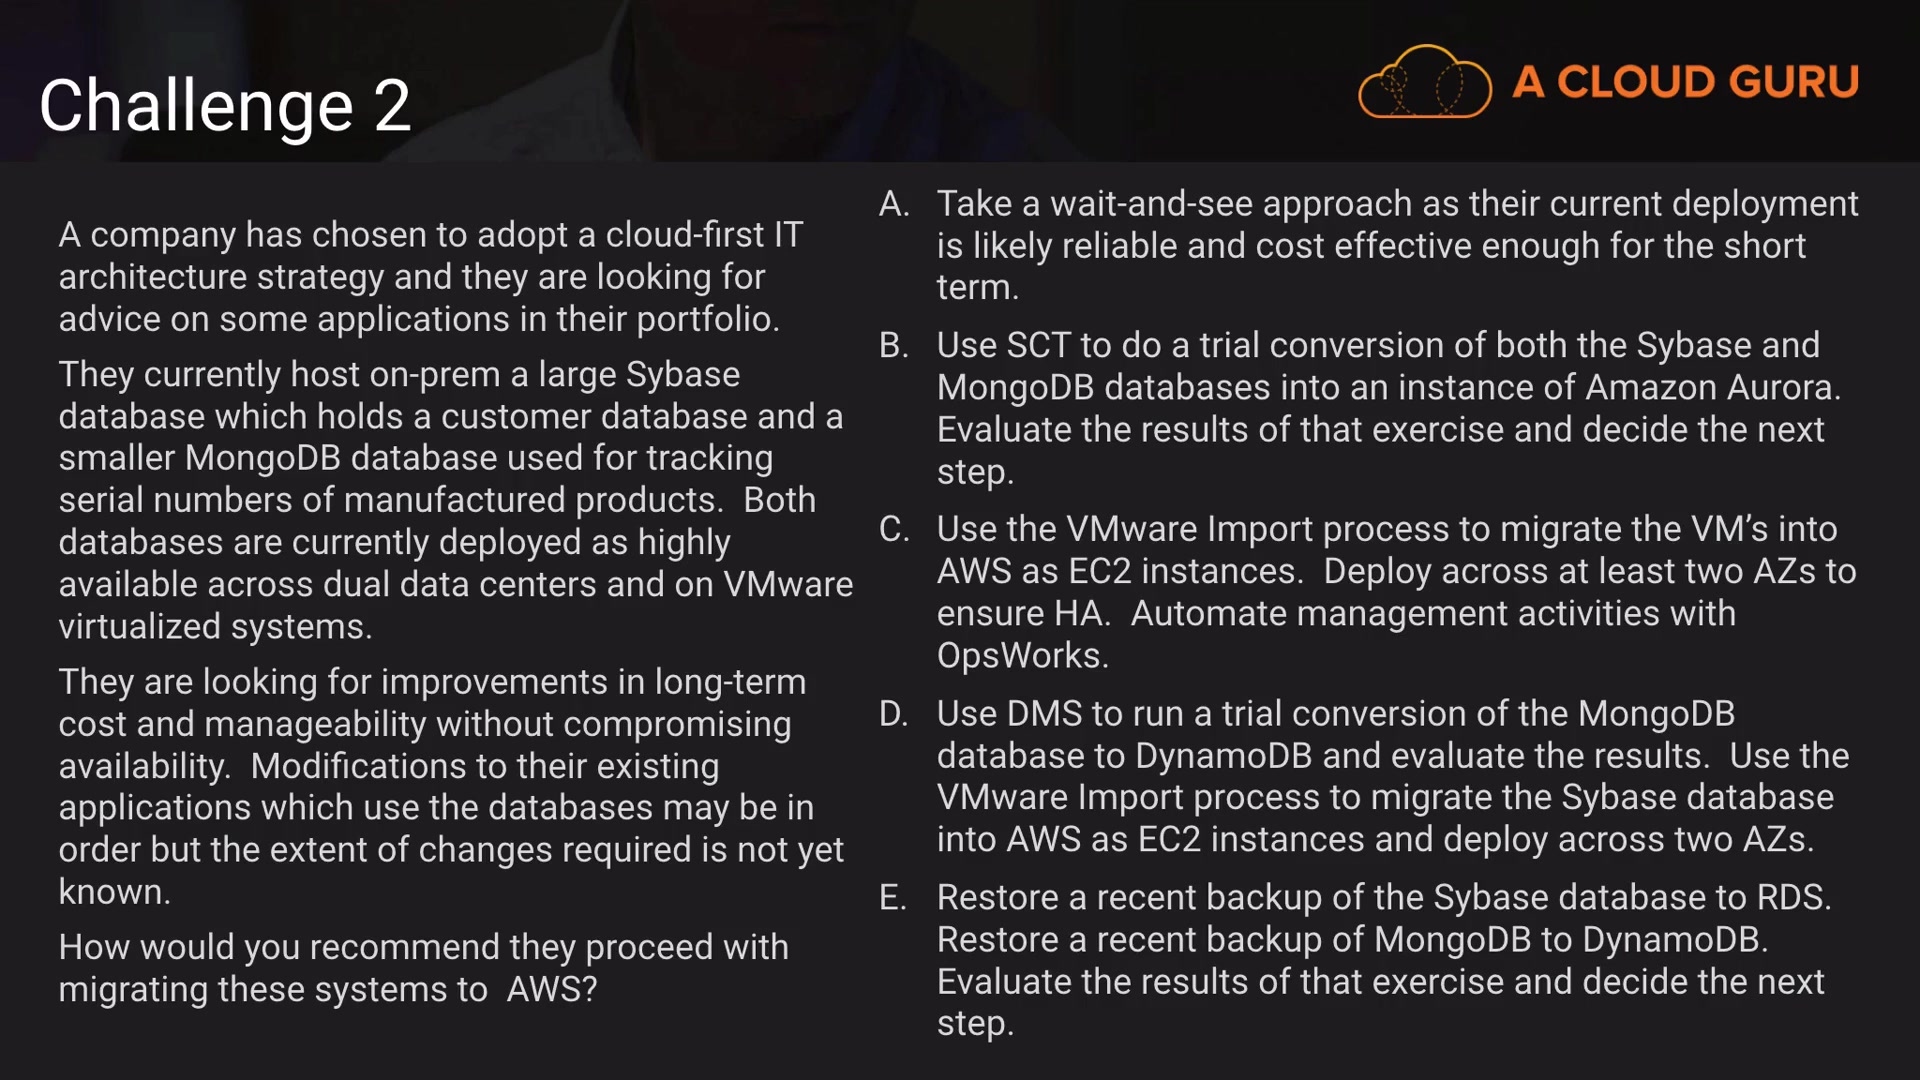 Challenge 2
A CLOUD GURU
A company has chosen to adopt a cloud-first IT
architecture strategy and they are looking for
advice on some applications in their portfolio.
They currently host on-prem a large Sybase
database which holds a customer database and a
smaller MongoDB database used for tracking
serial numbers of manufactured products.  Both
databases are currently deployed as highly
available across dual data centers and on VMware
virtualized systems.
They are looking for improvements in long-term
cost and manageability without compromising
availability.  Modifications to their existing
applications which use the databases may be in
order but the extent of changes required is not yet
known.
How would you recommend they proceed with
migrating these systems to  AWS?
A. Take a wait-and-see approach as their current deployment
is likely reliable and cost effective enough for the short
term.
B. Use SCT to do a trial conversion of both the Sybase and
MongoDB databases into an instance of Amazon Aurora.
Evaluate the results of that exercise and decide the next
step.
C. Use the VMware Import process to migrate the VM’s into
AWS as EC2 instances.  Deploy across at least two AZs to
ensure HA.  Automate management activities with
OpsWorks.
D. Use DMS to run a trial conversion of the MongoDB
database to DynamoDB and evaluate the results.  Use the
VMware Import process to migrate the Sybase database
into AWS as EC2 instances and deploy across two AZs.
E. Restore a recent backup of the Sybase database to RDS.
Restore a recent backup of MongoDB to DynamoDB.
Evaluate the results of that exercise and decide the next
step.